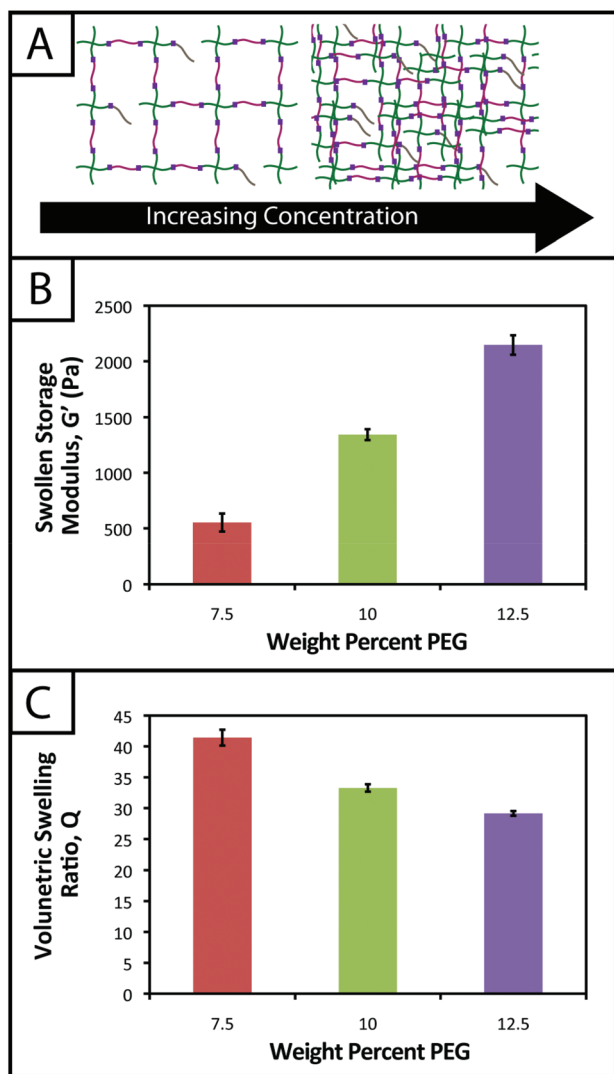 A
Increasing Concentration
B
Swollen Storage
Modulus, G’ (Pa)
2500
2000
1500
1000
500
0
7.5 10 12.5
Weight Percent PEG
C
Volunetric Swelling
Ratio, Q
45
40
35
30
25
20
15
10
5
0
7.5 10 12.5
Weight Percent PEG